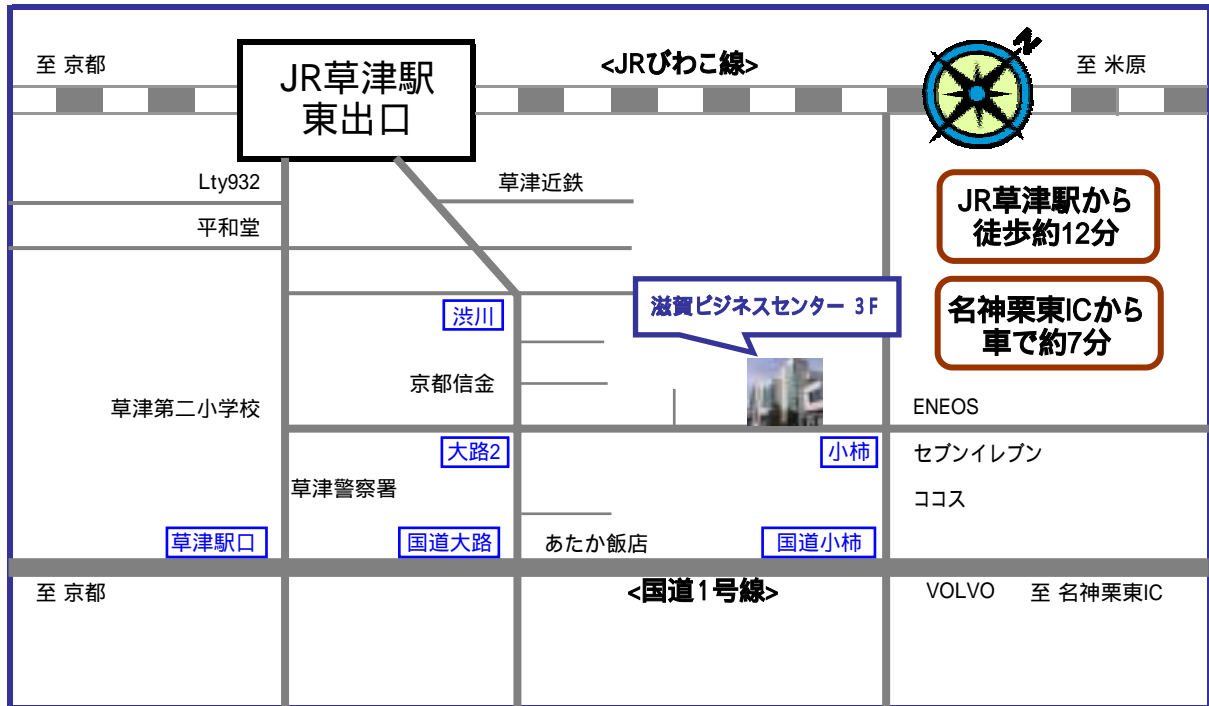 至 京都
JR草津駅
東出口
<JRびわこ線>
N
至 米原
Lty932
草津近鉄
平和堂
JR草津駅から
徒歩約12分
滋賀ビジネスセンター 3F
名神栗東ICから
車で約7分
渋川
京都信金
草津第二小学校
ENEOS
大路2
小柿
セブンイレブン
草津警察署
ココス
草津駅口
国道大路
あたか飯店
国道小柿
至 京都
<国道1号線>
VOLVO
至 名神栗東IC